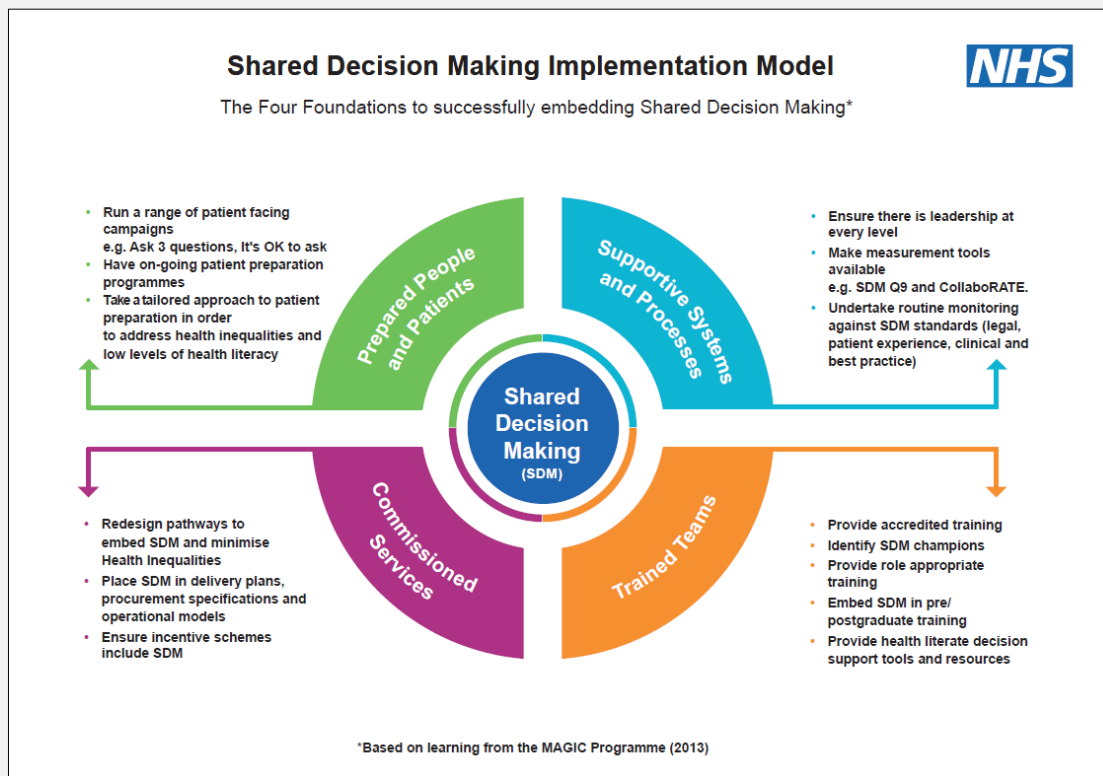 Shared Decision Making Implementation Model
NHS
The Four Foundations to successfully embedding Shared Decision Making*
• Run a range of patient facing
campaigns
e.g. Ask 3 questions, It's OK to ask
• Have on-going patient preparation
programmes
• Take a tailored approach to patient
preparation in order
to address health inequalities and
low levels of health literacy
Prepared People
and Patients
Supportive Systems
and Processes
• Ensure there is leadership at
every level
• Make measurement tools
available
e.g. SDM Q9 and CollaboRATE.
• Undertake routine monitoring
against SDM standards (legal,
patient experience, clinical and
best practice)
Shared
Decision
Making
(SDM)
• Redesign pathways to
embed SDM and minimise
Health Inequalities
• Place SDM in delivery plans,
procurement specifications and
operational models
• Ensure incentive schemes
include SDM
Commissioned
Services
Trained Teams
• Provide accredited training
• Identify SDM champions
• Provide role appropriate
training
• Embed SDM in pre/
postgraduate training
• Provide health literate decision
support tools and resources
*Based on learning from the MAGIC Programme (2013)